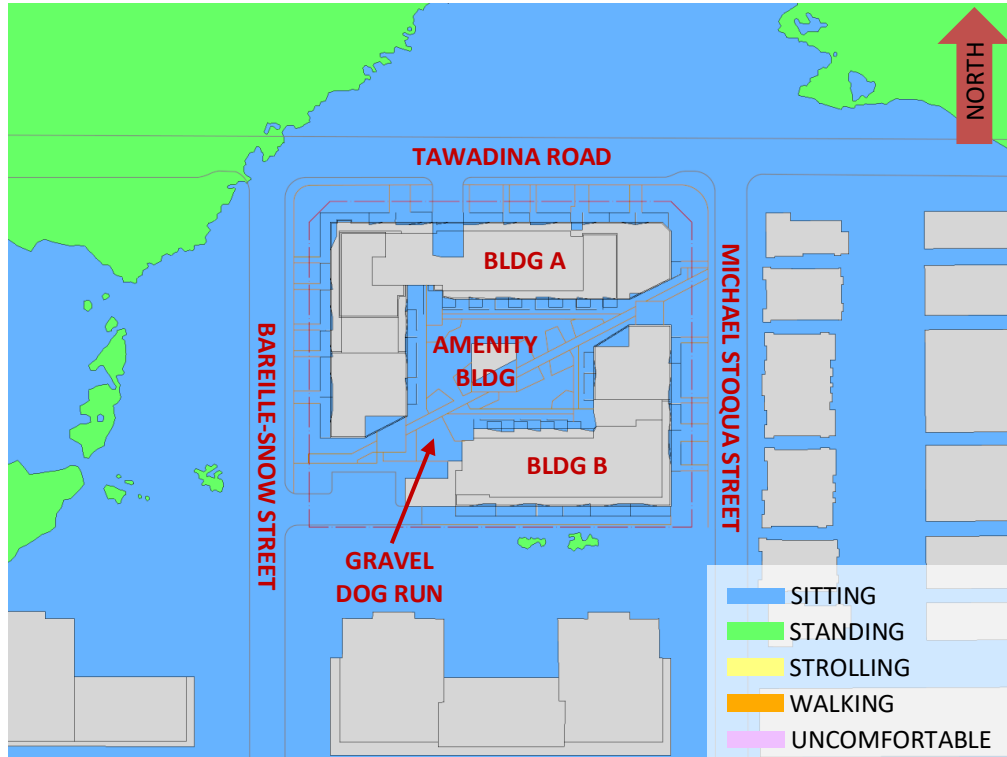 NORTH
TAWADINA ROAD
BLDG A
MICHAEL STOQUA STREET
BAREILLE-SNOW STREET
AMENITY
BLDG
BLDG B
GRAVEL
DOG RUN
SITTING
STANDING
STROLLING
WALKING
UNCOMFORTABLE